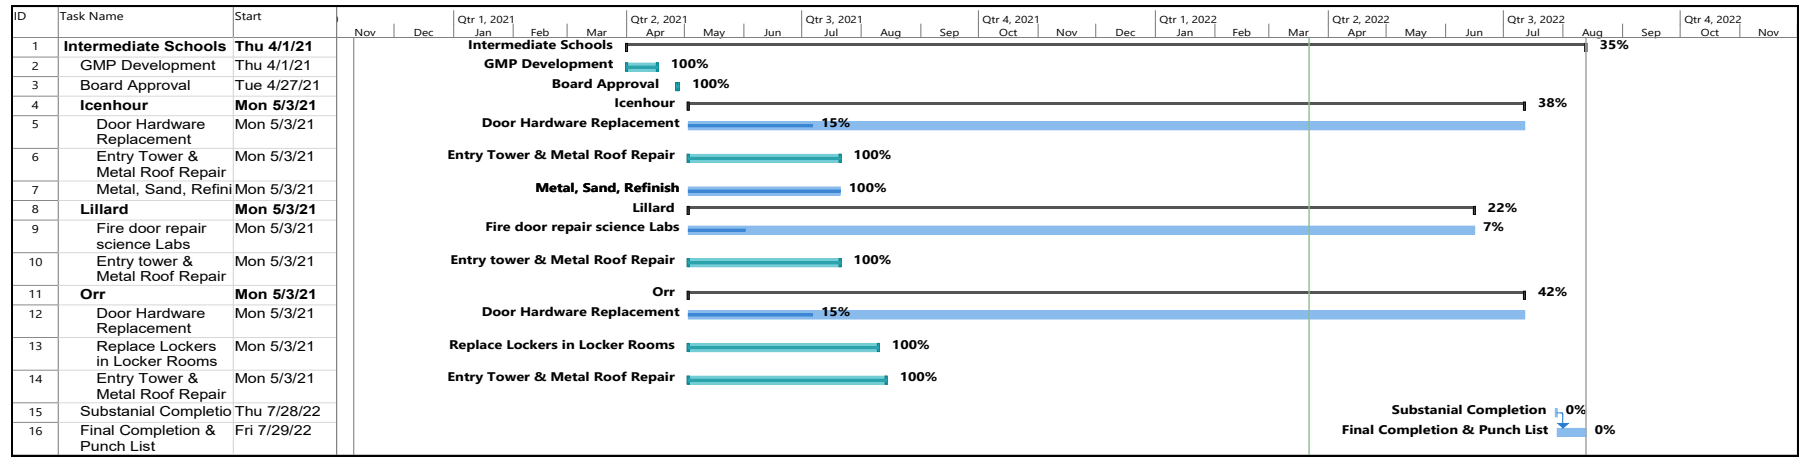 ID Task Name Start
Qtr 1, 2021 Qtr 2, 2021 Qtr 3, 2021 Qtr 4, 2021 Qtr 1, 2022 Qtr 2, 2022 Qtr 3, 2022 Qtr 4, 2022
Nov Dec Jan Feb Mar Apr May Jun Jul Aug Sep Oct Nov Dec Jan Feb Mar Apr May Jun Jul Aug Sep Oct Nov
1 Intermediate Schools Thu 4/1/21 Intermediate Schools 35%
2 GMP Development Thu 4/1/21 GMP Development 100%
3 Board Approval Tue 4/27/21 Board Approval 100%
4 Icenhour Mon 5/3/21 Icenhour 38%
5 Door Hardware Mon 5/3/21 Door Hardware Replacement 15%
Replacement
6 Entry Tower & Mon 5/3/21 Entry Tower & Metal Roof Repair 100%
Metal Roof Repair
7 Metal, Sand, Refini Mon 5/3/21 Metal, Sand, Refinish 100%
8 Lillard Mon 5/3/21 Lillard 22%
9 Fire door repair Mon 5/3/21 Fire door repair science Labs 7%
science Labs
10 Entry tower & Mon 5/3/21 Entry tower & Metal Roof Repair 100%
Metal Roof Repair
11 Orr Mon 5/3/21 Orr 42%
12 Door Hardware Mon 5/3/21 Door Hardware Replacement 15%
Replacement
13 Replace Lockers Mon 5/3/21 Replace Lockers in Locker Rooms 100%
in Locker Rooms
14 Entry Tower & Mon 5/3/21 Entry Tower & Metal Roof Repair 100%
Metal Roof Repair
15 Substanial Completio Thu 7/28/22 Substanial Completion 0%
16 Final Completion & Fri 7/29/22 Final Completion & Punch List 0%
Punch List